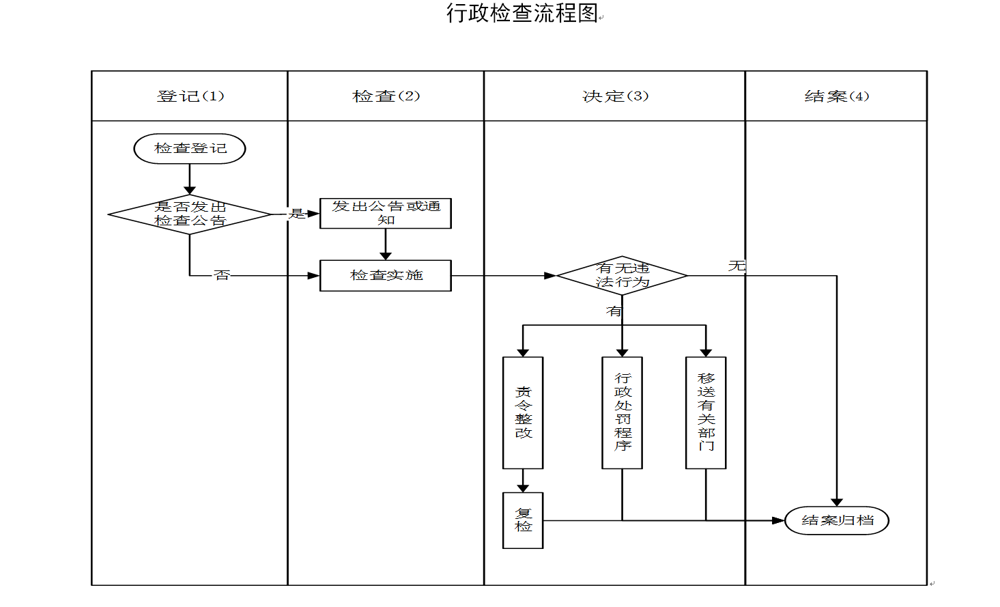 行政检查流程图
登记(1)
检查(2)
决定(3)
结案(4)
检查登记
是否发出
检查公告
是
发出公告或通
知
否
检查实施
有无违
法行为
无
有
责令整改
行政处罚程序
移送有关部门
复检
结案归档